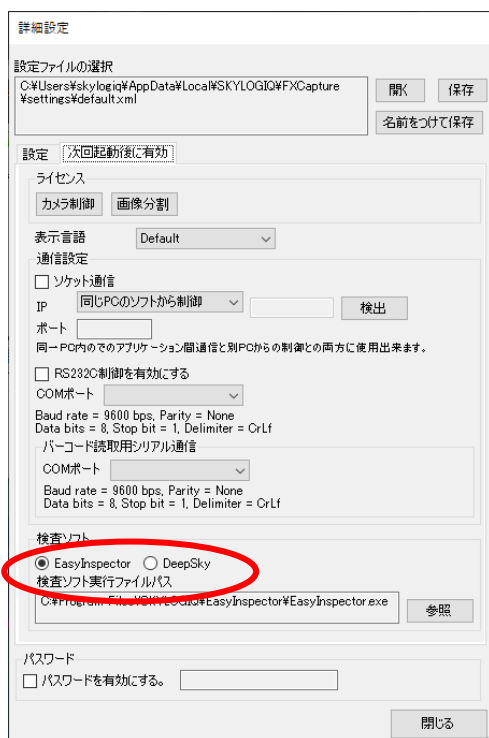 詳細設定
設定ファイルの選択
C:¥Users¥skylogiq¥AppData¥Local¥SKYLOGIQ¥FXCapture
¥settings¥default.xml
開く
保存
名前をつけて保存
設定
次回起動後に有効
ライセンス
カメラ制御
画像分割
表示言語
Default
通信設定
ソケット通信
IP
同じPCのソフトから制御
検出
ポート
同一PC内のでのアプリケーション間通信と別PCからの制御との両方に使用出来ます。
RS232C制御を有効にする
COMポート
Baud rate = 9600 bps, Parity = None
Data bits = 8, Stop bit = 1, Delimiter = CrLf
バーコード読取用シリアル通信
COMポート
Baud rate = 9600 bps, Parity = None
Data bits = 8, Stop bit = 1, Delimiter = CrLf
検査ソフト
EasyInspector
DeepSky
検査ソフト実行ファイルパス
C:¥Program Files¥SKYLOGIQ¥EasyInspector¥EasyInspector.exe
参照
パスワード
パスワードを有効にする。
閉じる